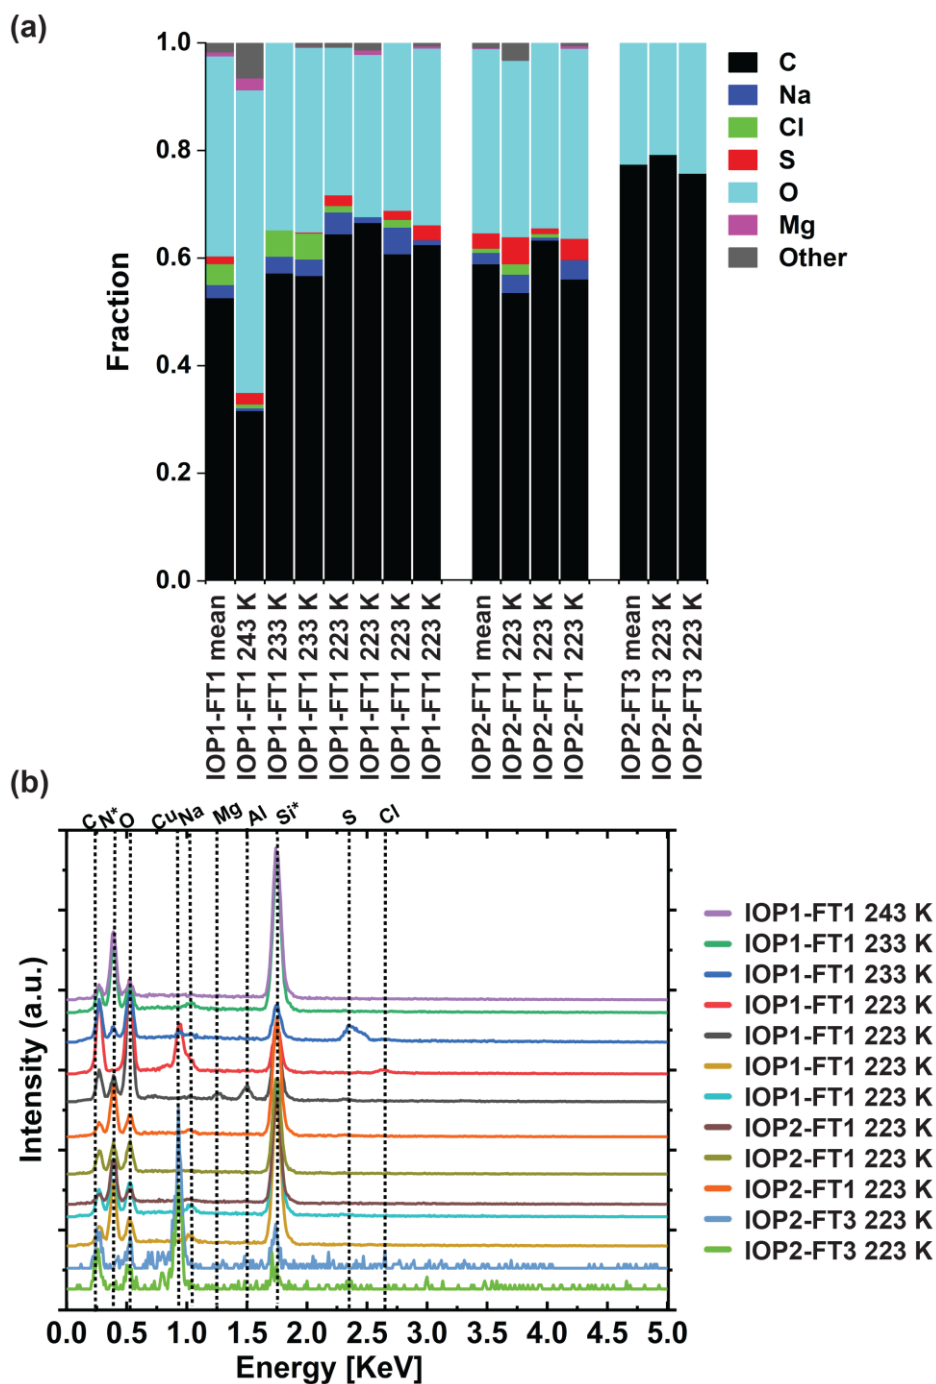 (a)
1.0
0.8
0.6
0.4
0.2
0.0
Fraction
C
Na
Cl
S
O
Mg
Other
IOP1-FT1 mean
IOP1-FT1 243 K
IOP1-FT1 233 K
IOP1-FT1 233 K
IOP1-FT1 223 K
IOP1-FT1 223 K
IOP1-FT1 223 K
IOP1-FT1 223 K
IOP2-FT1 mean
IOP2-FT1 223 K
IOP2-FT1 223 K
IOP2-FT1 223 K
IOP2-FT3 mean
IOP2-FT3 223 K
IOP2-FT3 223 K
(b)
C N* O Cu Na Mg Al Si* S Cl
Intensity (a.u.)
IOP1-FT1 243 K
IOP1-FT1 233 K
IOP1-FT1 233 K
IOP1-FT1 223 K
IOP1-FT1 223 K
IOP1-FT1 223 K
IOP1-FT1 223 K
IOP2-FT1 223 K
IOP2-FT1 223 K
IOP2-FT1 223 K
IOP2-FT3 223 K
IOP2-FT3 223 K
0.0 0.5 1.0 1.5 2.0 2.5 3.0 3.5 4.0 4.5 5.0
Energy [KeV]